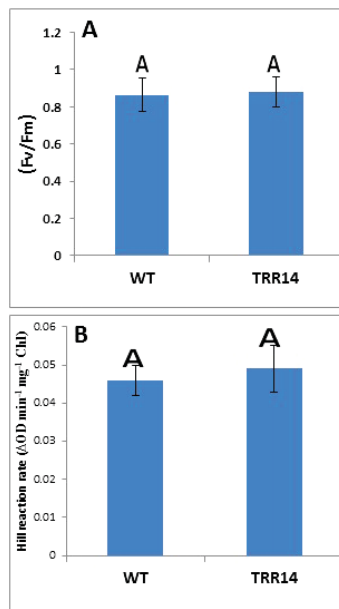 A
1.2
1
0.8
0.6
0.4
0.2
0
(Fv/Fm)
A
A
WT
TRR14
B
0.06
0.05
0.04
0.03
0.02
0.01
0
Hill reaction rate (ΔOD min⁻¹ mg⁻¹ Chl)
A
A
WT
TRR14